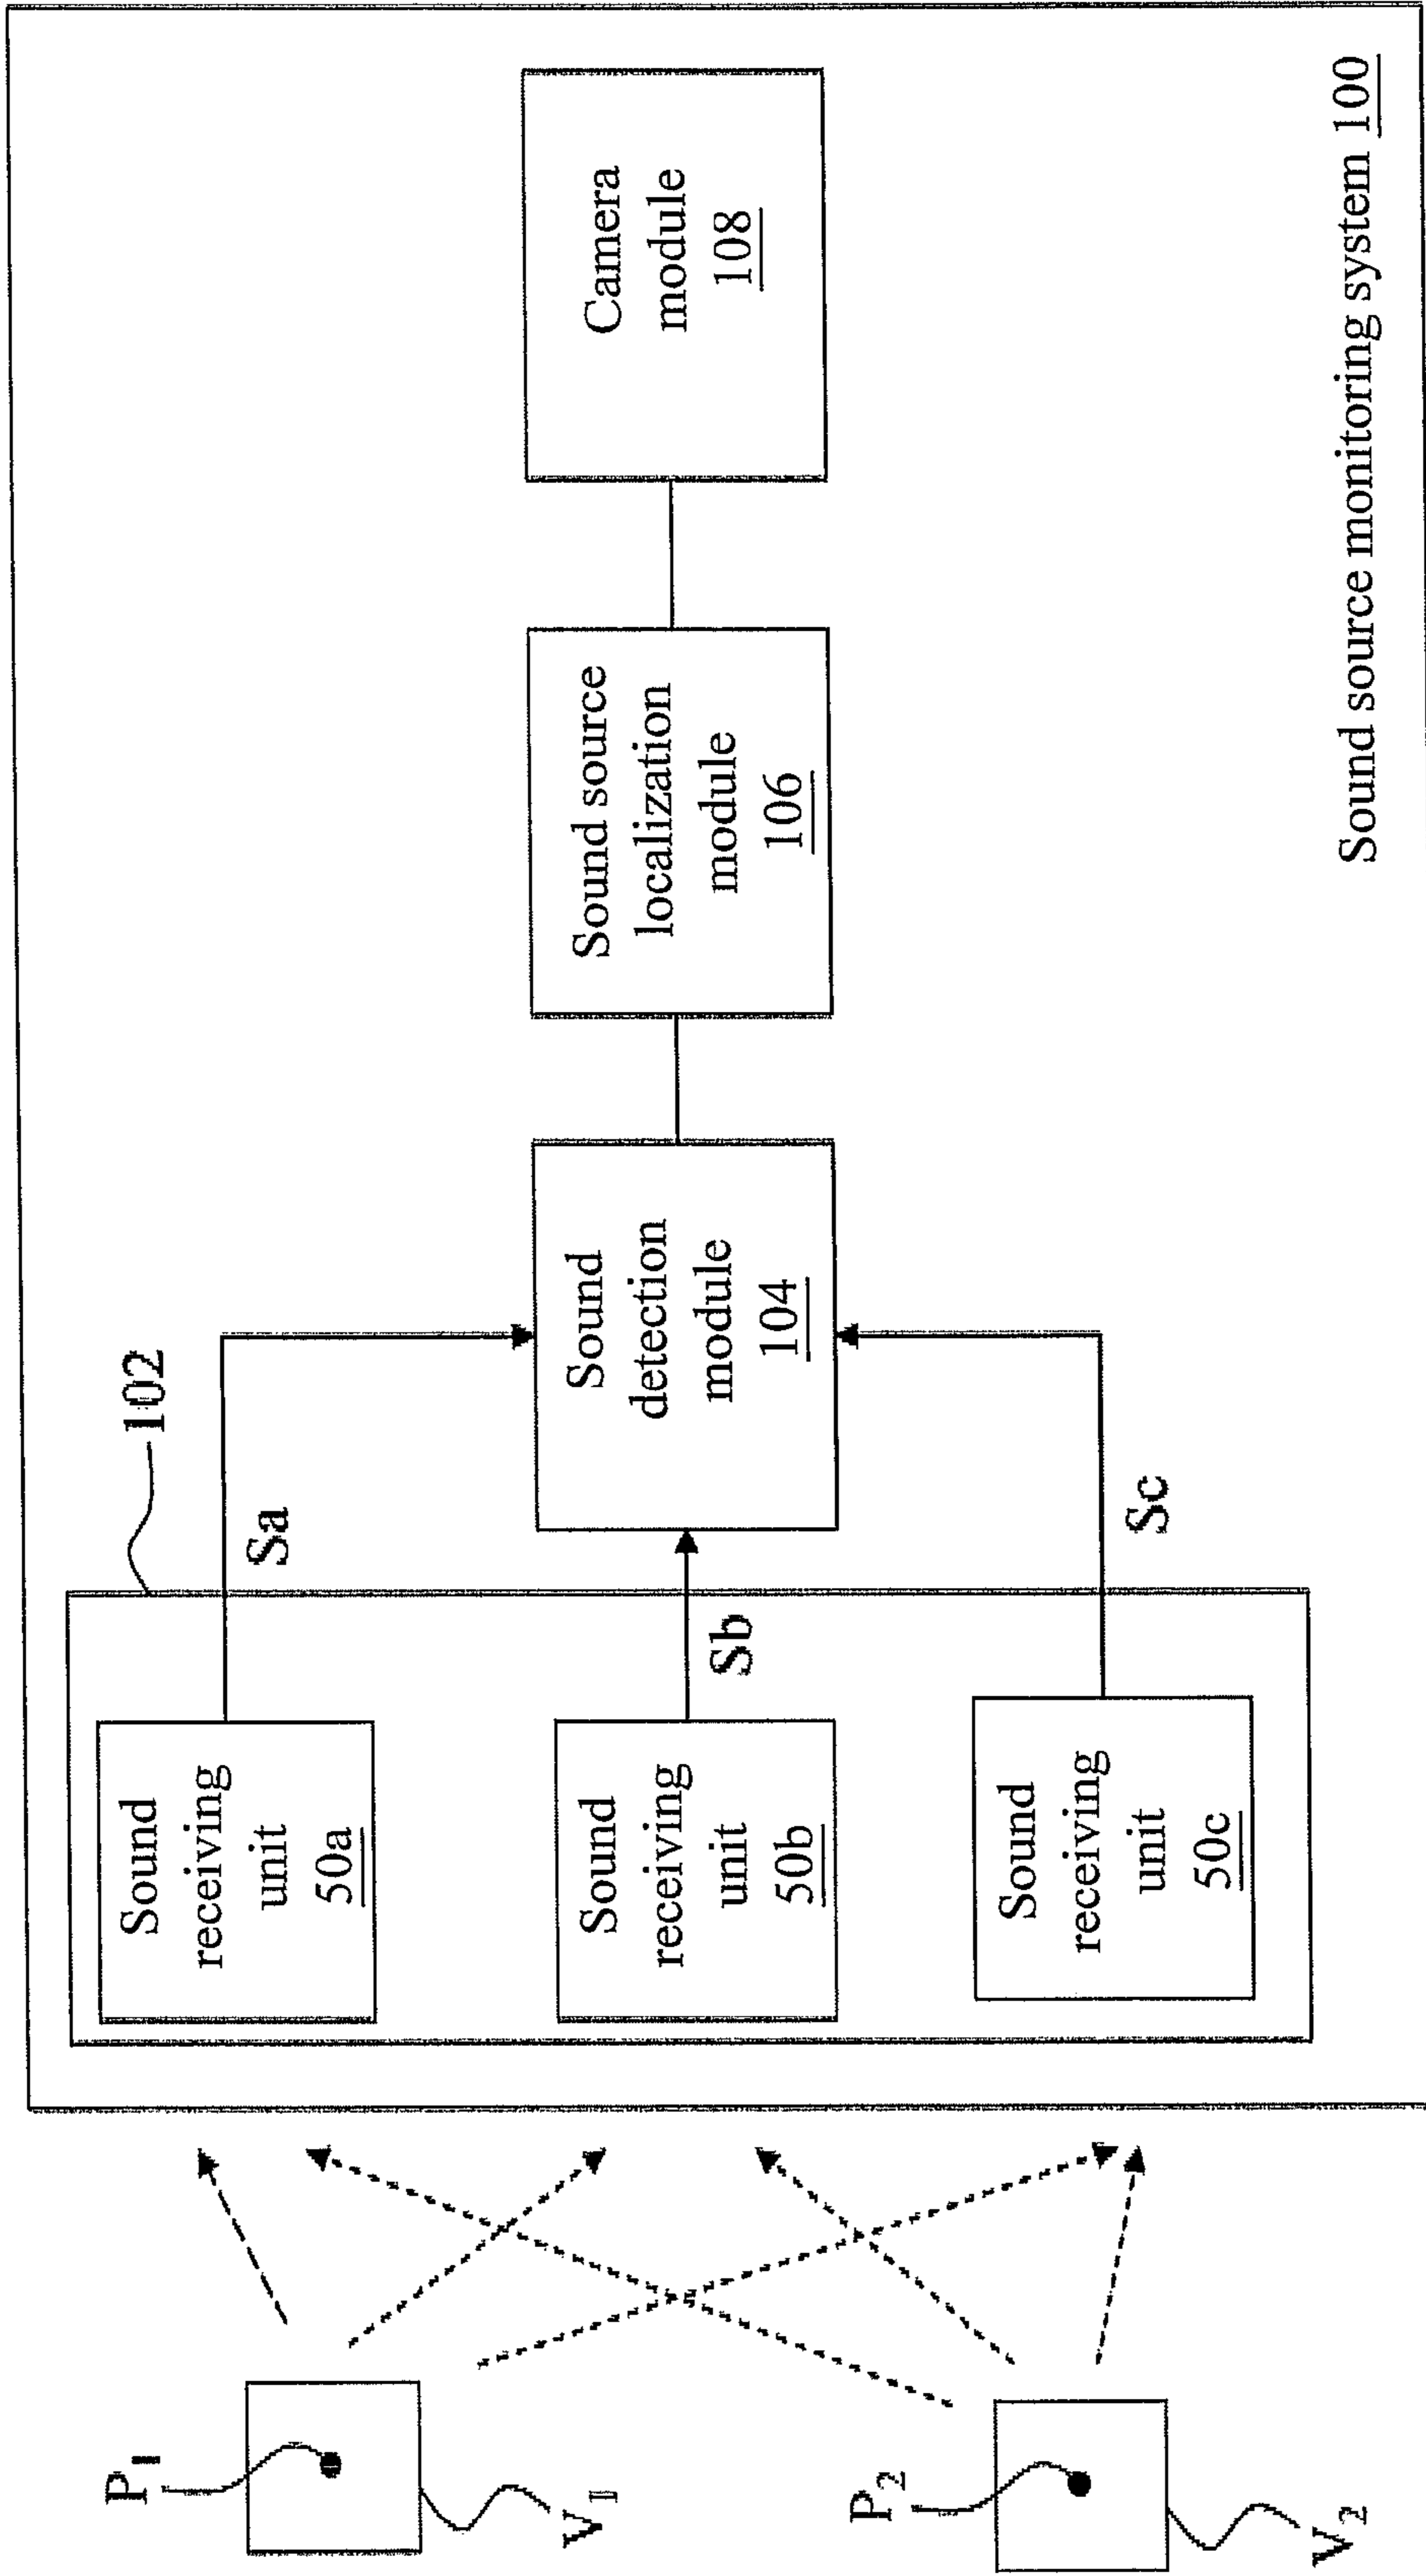 P1
V1
P2
V2
102
Sound
receiving
unit
50a
Sa
Sound
receiving
unit
50b
Sb
Sound
receiving
unit
50c
Sc
Sound
detection
module
104
Sound source
localization
module
106
Camera
module
108
Sound source monitoring system 100